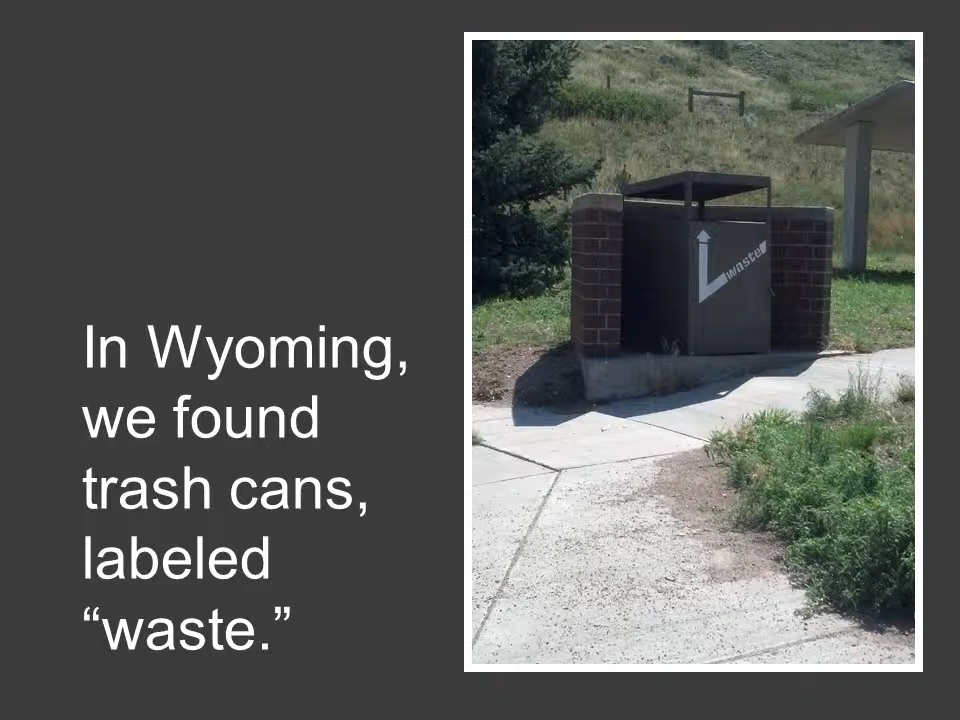 In Wyoming,
we found
trash cans,
labeled
“waste.”
waste